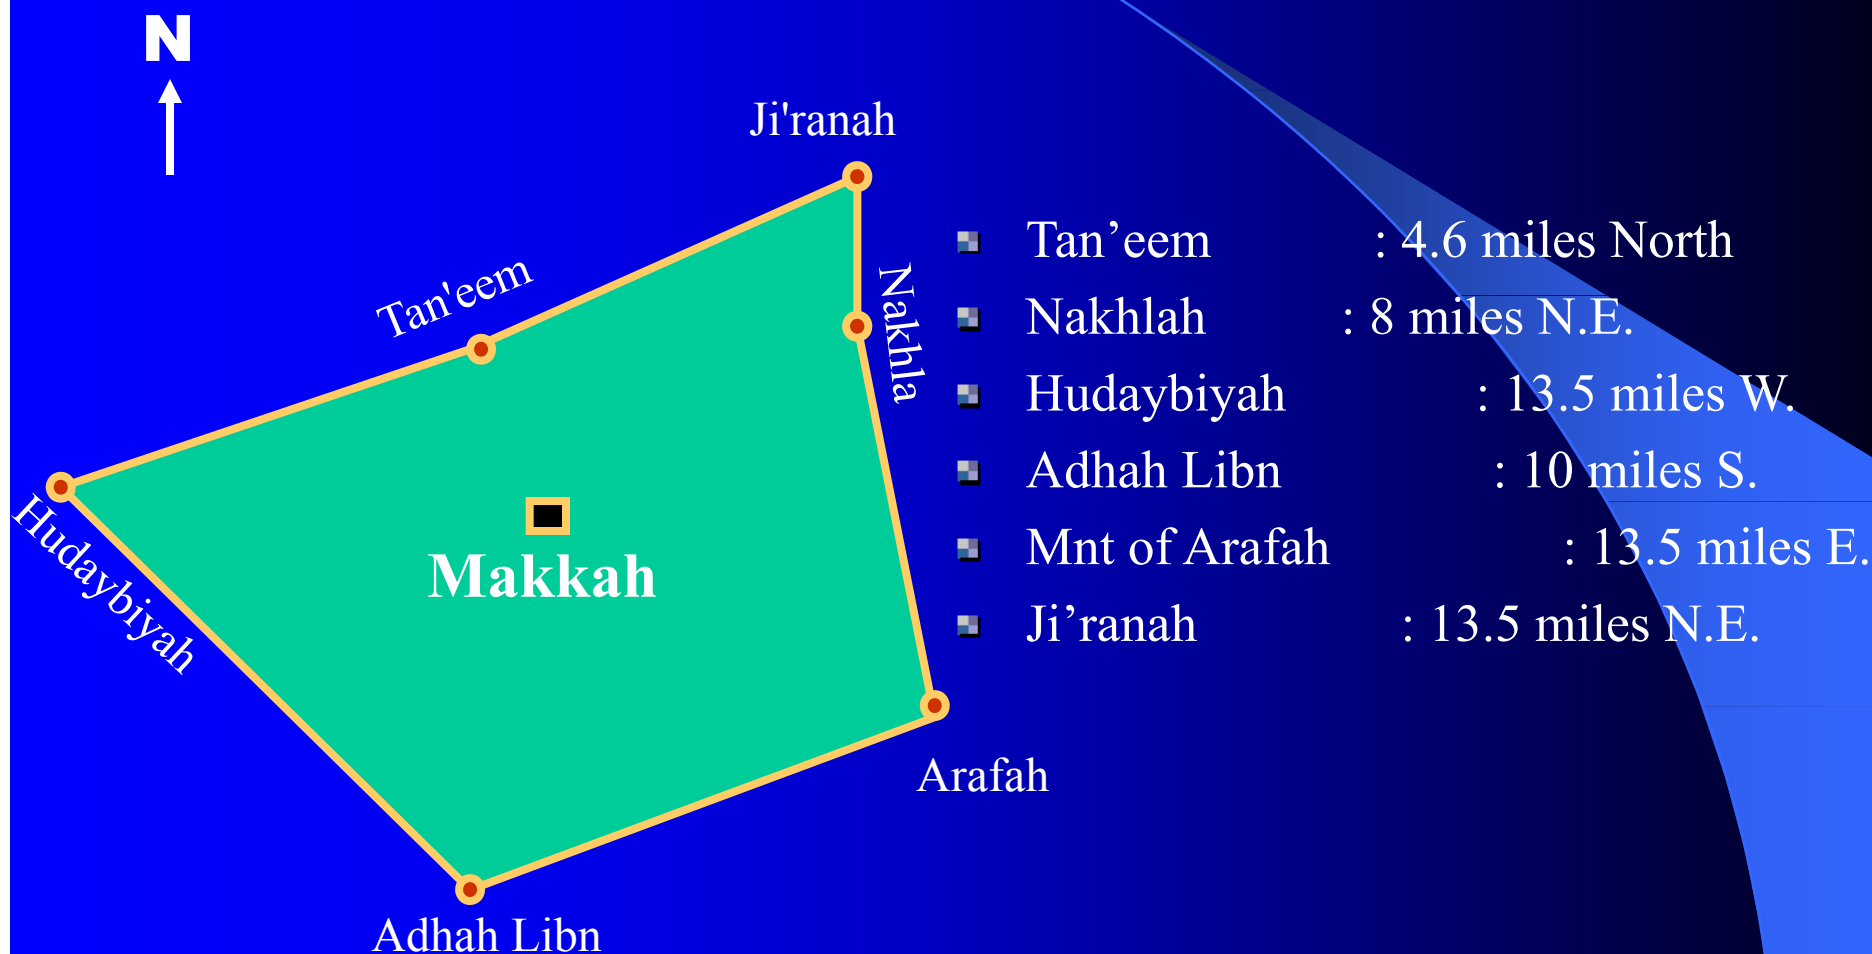 N
Ji'ranah
Tan'eem
Nakhla
Hudaybiyah
Makkah
Arafah
Adhah Libn
Tan’eem : 4.6 miles North
Nakhlah : 8 miles N.E.
Hudaybiyah : 13.5 miles W.
Adhah Libn : 10 miles S.
Mnt of Arafah : 13.5 miles E.
Ji’ranah : 13.5 miles N.E.